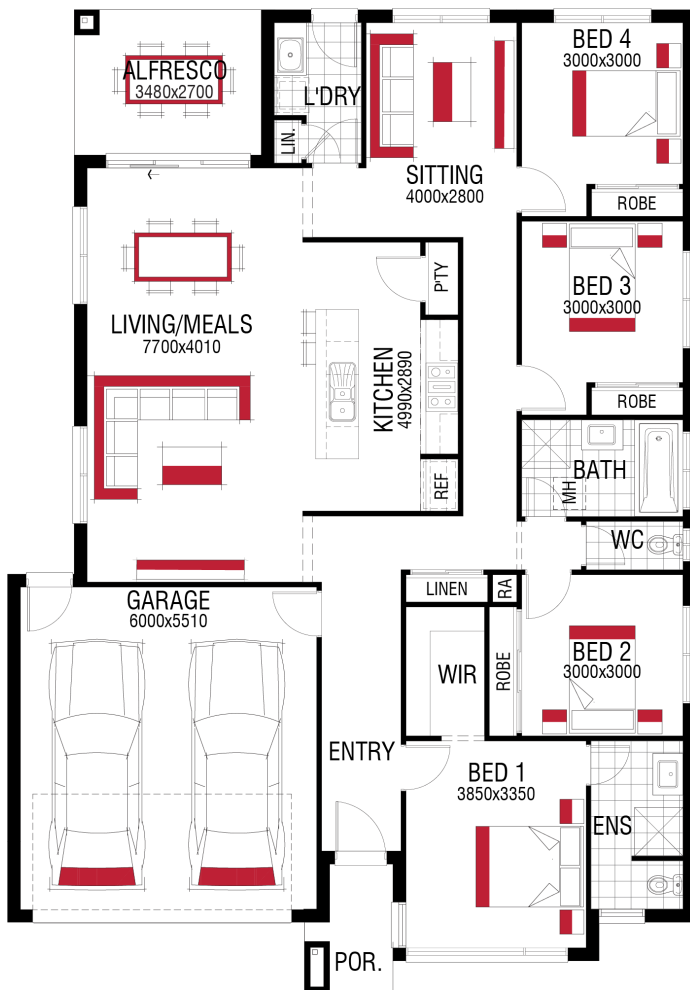 ALFRESCO
3480x2700
L'DRY
LIN.
SITTING
4000x2800
BED 4
3000x3000
ROBE
P'TY
BED 3
3000x3000
ROBE
LIVING/MEALS
7700x4010
KITCHEN
4990x2890
REF
BATH
MH
WC
LINEN
RA
GARAGE
6000x5510
WIR
ROBE
BED 2
3000x3000
ENTRY
BED 1
3850x3350
ENS
POR.